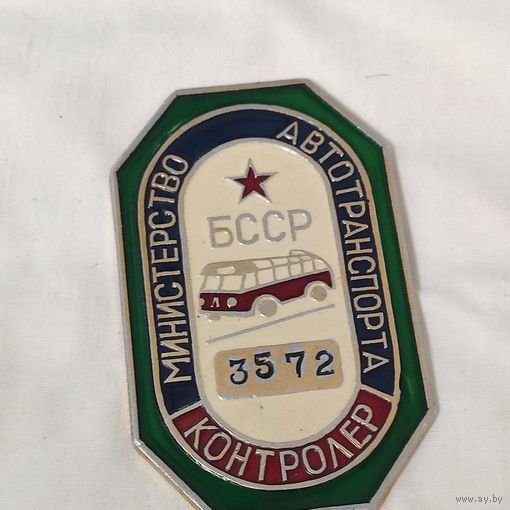 МИНИСТЕРСТВО
АВТОТРАНСПОРТА
БССР
3572
КОНТРОЛЕР
www.ay.by